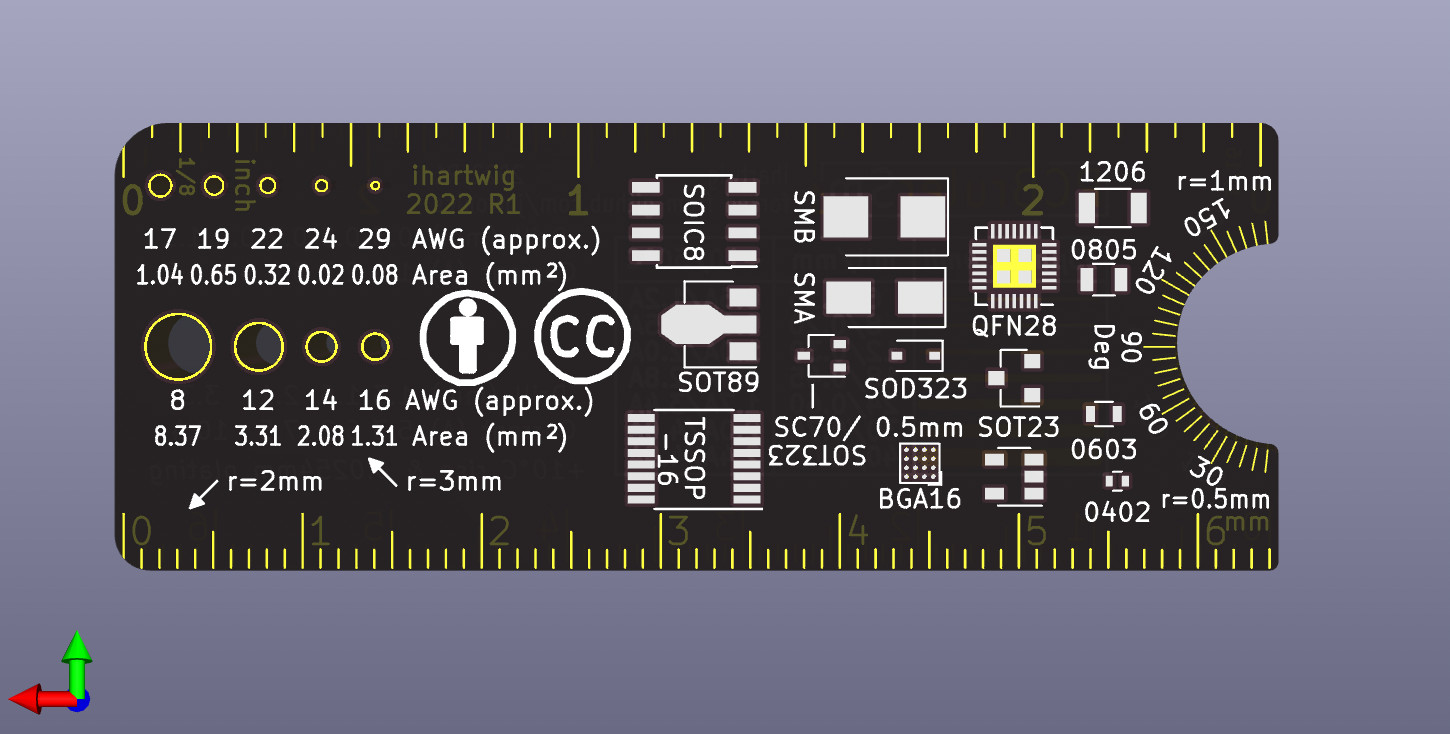 1/8
inch
ihartwig
2022 R1
0
1
2
17 19 22 24 29 AWG (approx.)
1.04 0.65 0.32 0.02 0.08 Area (mm²)
8 12 14 16 AWG (approx.)
8.37 3.31 2.08 1.31 Area (mm²)
r=2mm
r=3mm
CC
SOIC8
SOT89
TSSOP
-16
SMB
SMA
SC70/
SOT323
SOD323
0.5mm
BGA16
QFN28
SOT23
1206
0805
0603
0402
r=1mm
150
120
90
Deg
60
30
r=0.5mm
0
1
2
3
4
5
6
mm